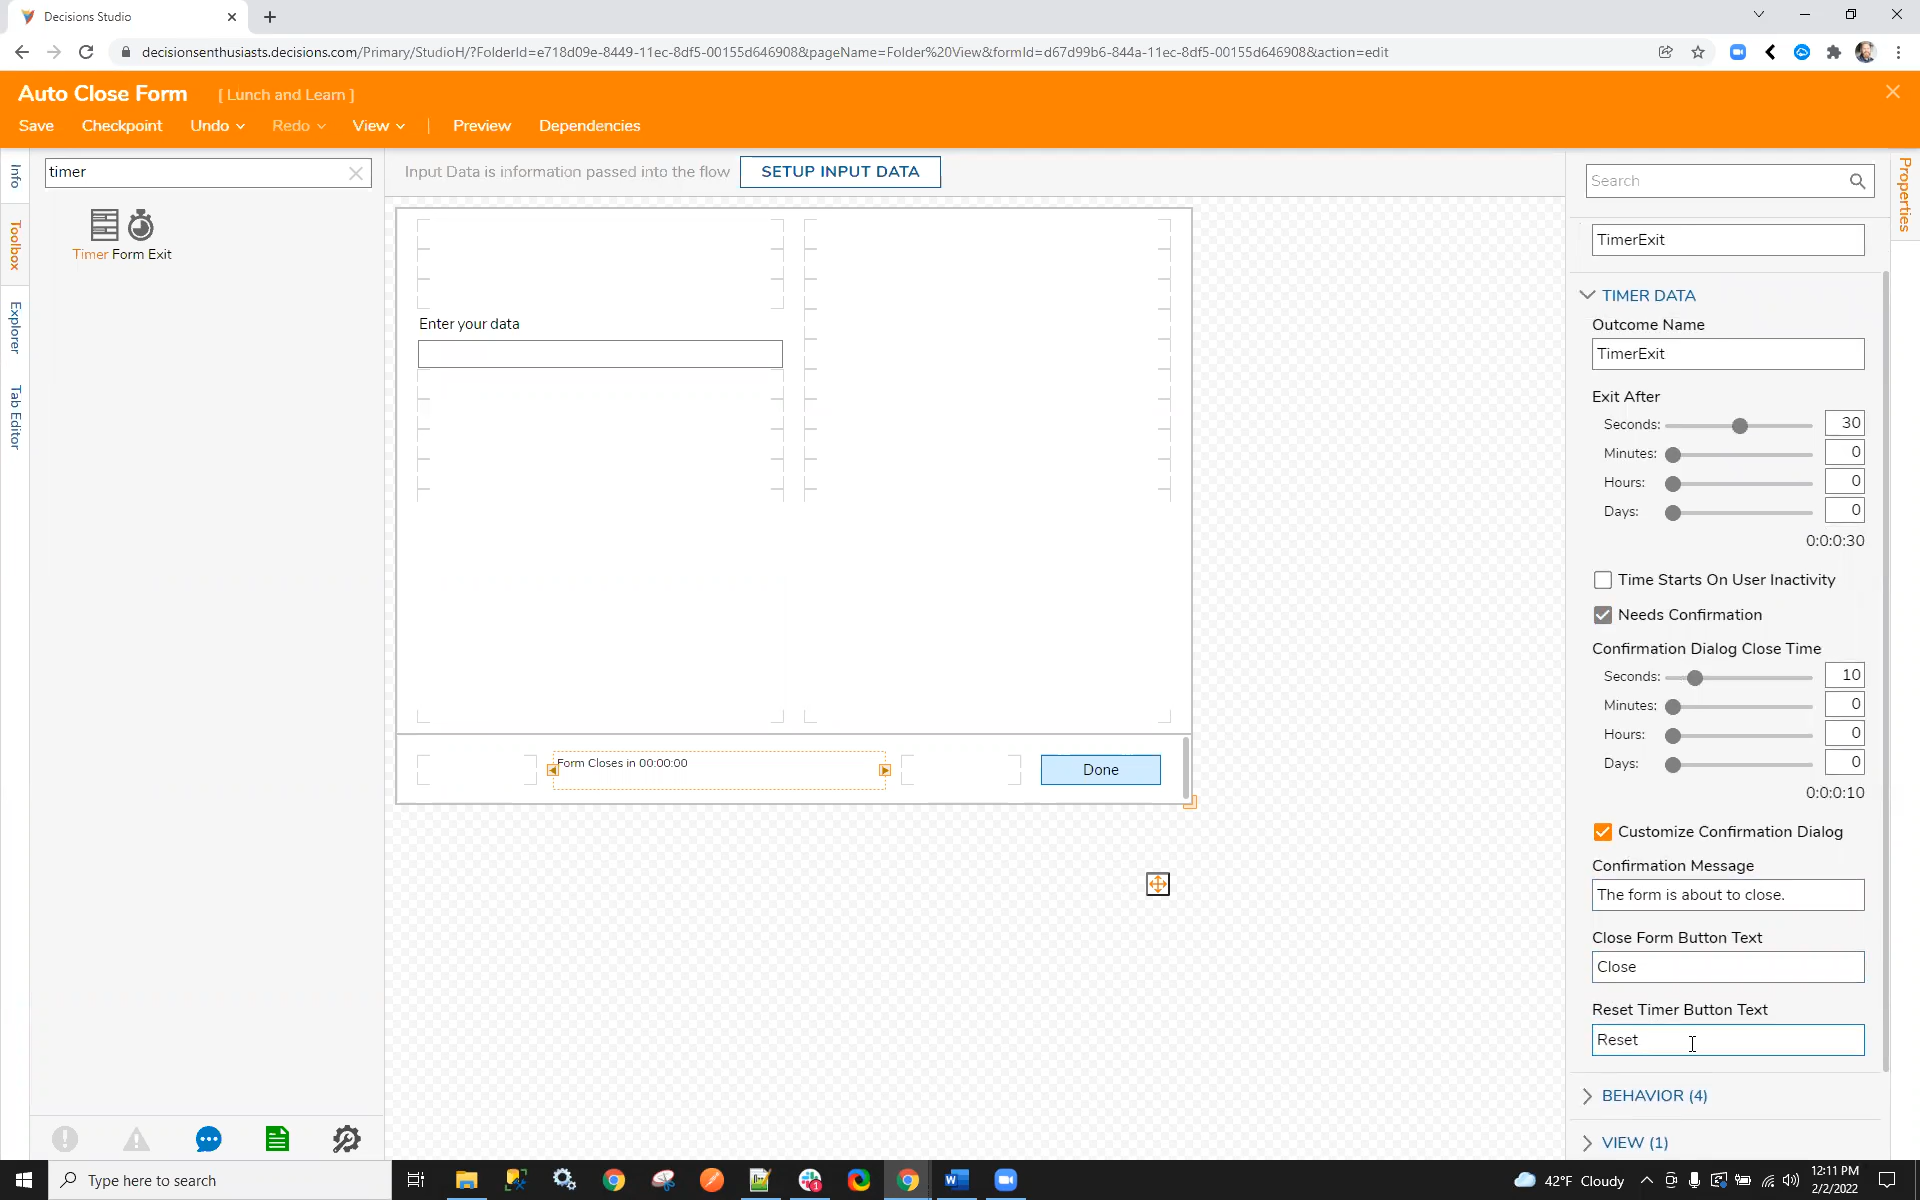 Decisions Studio
decisionsenthusiasts.decisions.com/Primary/StudioH/?FolderId=e718d09e-8449-11ec-8df5-00155d646908&pageName=Folder%20View&formId=d67d99b6-844a-11ec-8df5-00155d646908&action=edit
Auto Close Form [ Lunch and Learn ]
Save Checkpoint Undo Redo View Preview Dependencies
Info
Toolbox
Explorer
Tab Editor
timer
Timer Form Exit
Input Data is information passed into the flow SETUP INPUT DATA
Enter your data
Form Closes in 00:00:00
Done
Properties
Search
TimerExit
TIMER DATA
Outcome Name
TimerExit
Exit After
Seconds: 30
Minutes: 0
Hours: 0
Days: 0
0:0:0:30
Time Starts On User Inactivity
Needs Confirmation
Confirmation Dialog Close Time
Seconds: 10
Minutes: 0
Hours: 0
Days: 0
0:0:0:10
Customize Confirmation Dialog
Confirmation Message
The form is about to close.
Close Form Button Text
Close
Reset Timer Button Text
Reset
BEHAVIOR (4)
VIEW (1)
Type here to search
1
42°F Cloudy
12:11 PM
2/2/2022